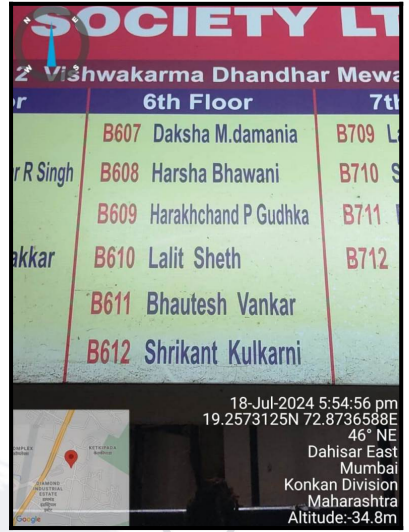 SOCIETY LT
2 Vishwakarma Dhandhar Mewa
6th Floor
7th
B607 Daksha M.damania
B709
r R Singh
B608 Harsha Bhawani
B710
B609 Harakhchand P Gudhka
B711
akkar
B610 Lalit Sheth
B712
B611 Bhautesh Vankar
B612 Shrikant Kulkarni
18-Jul-2024 5:54:56 pm
19.2573125N 72.8736588E
46° NE
Dahisar East
Mumbai
Konkan Division
Maharashtra
Altitude:-34.8m
KETKIPADA
DIAMOND
INDUSTRIAL
ESTATE
Google